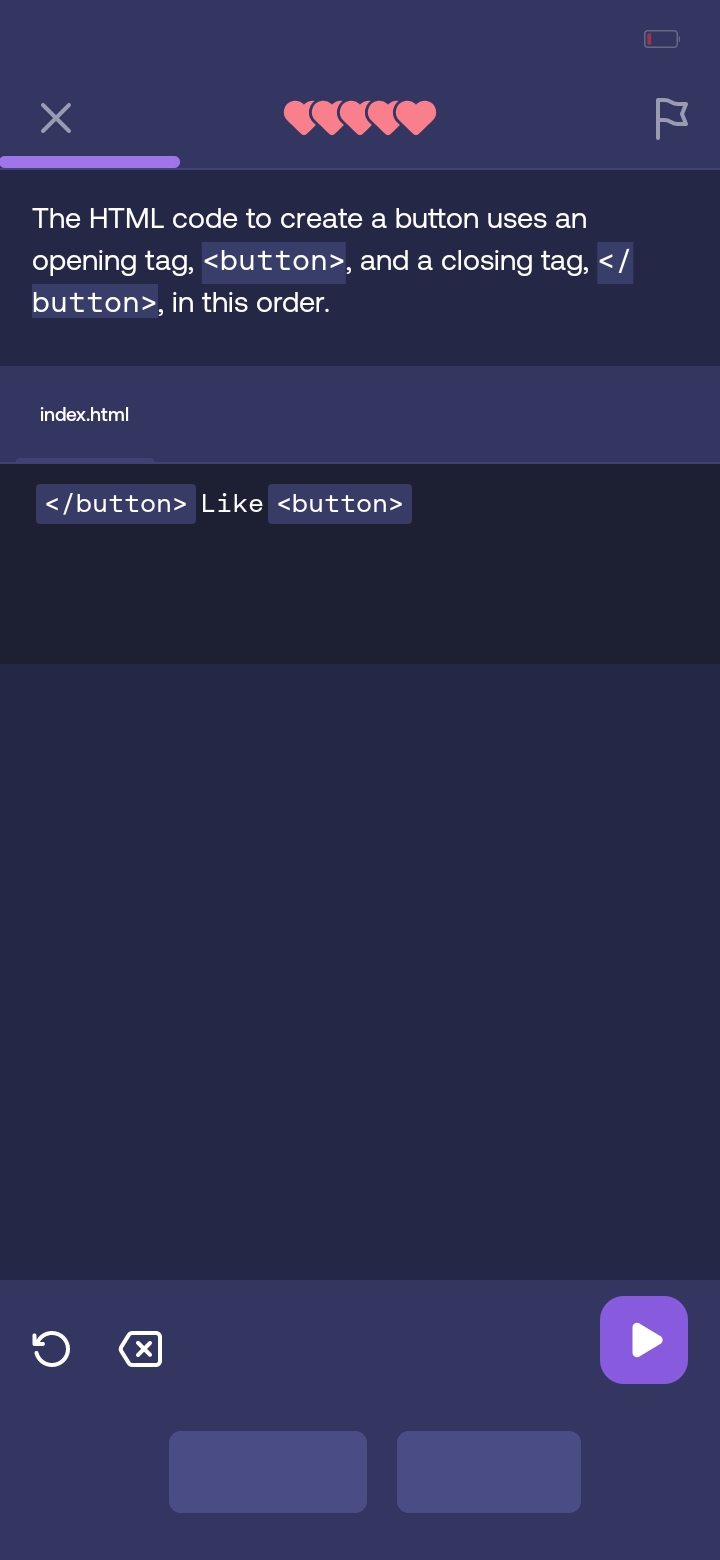 The HTML code to create a button uses an
opening tag, <button>, and a closing tag, </
button>, in this order.
index.html
</button> Like <button>